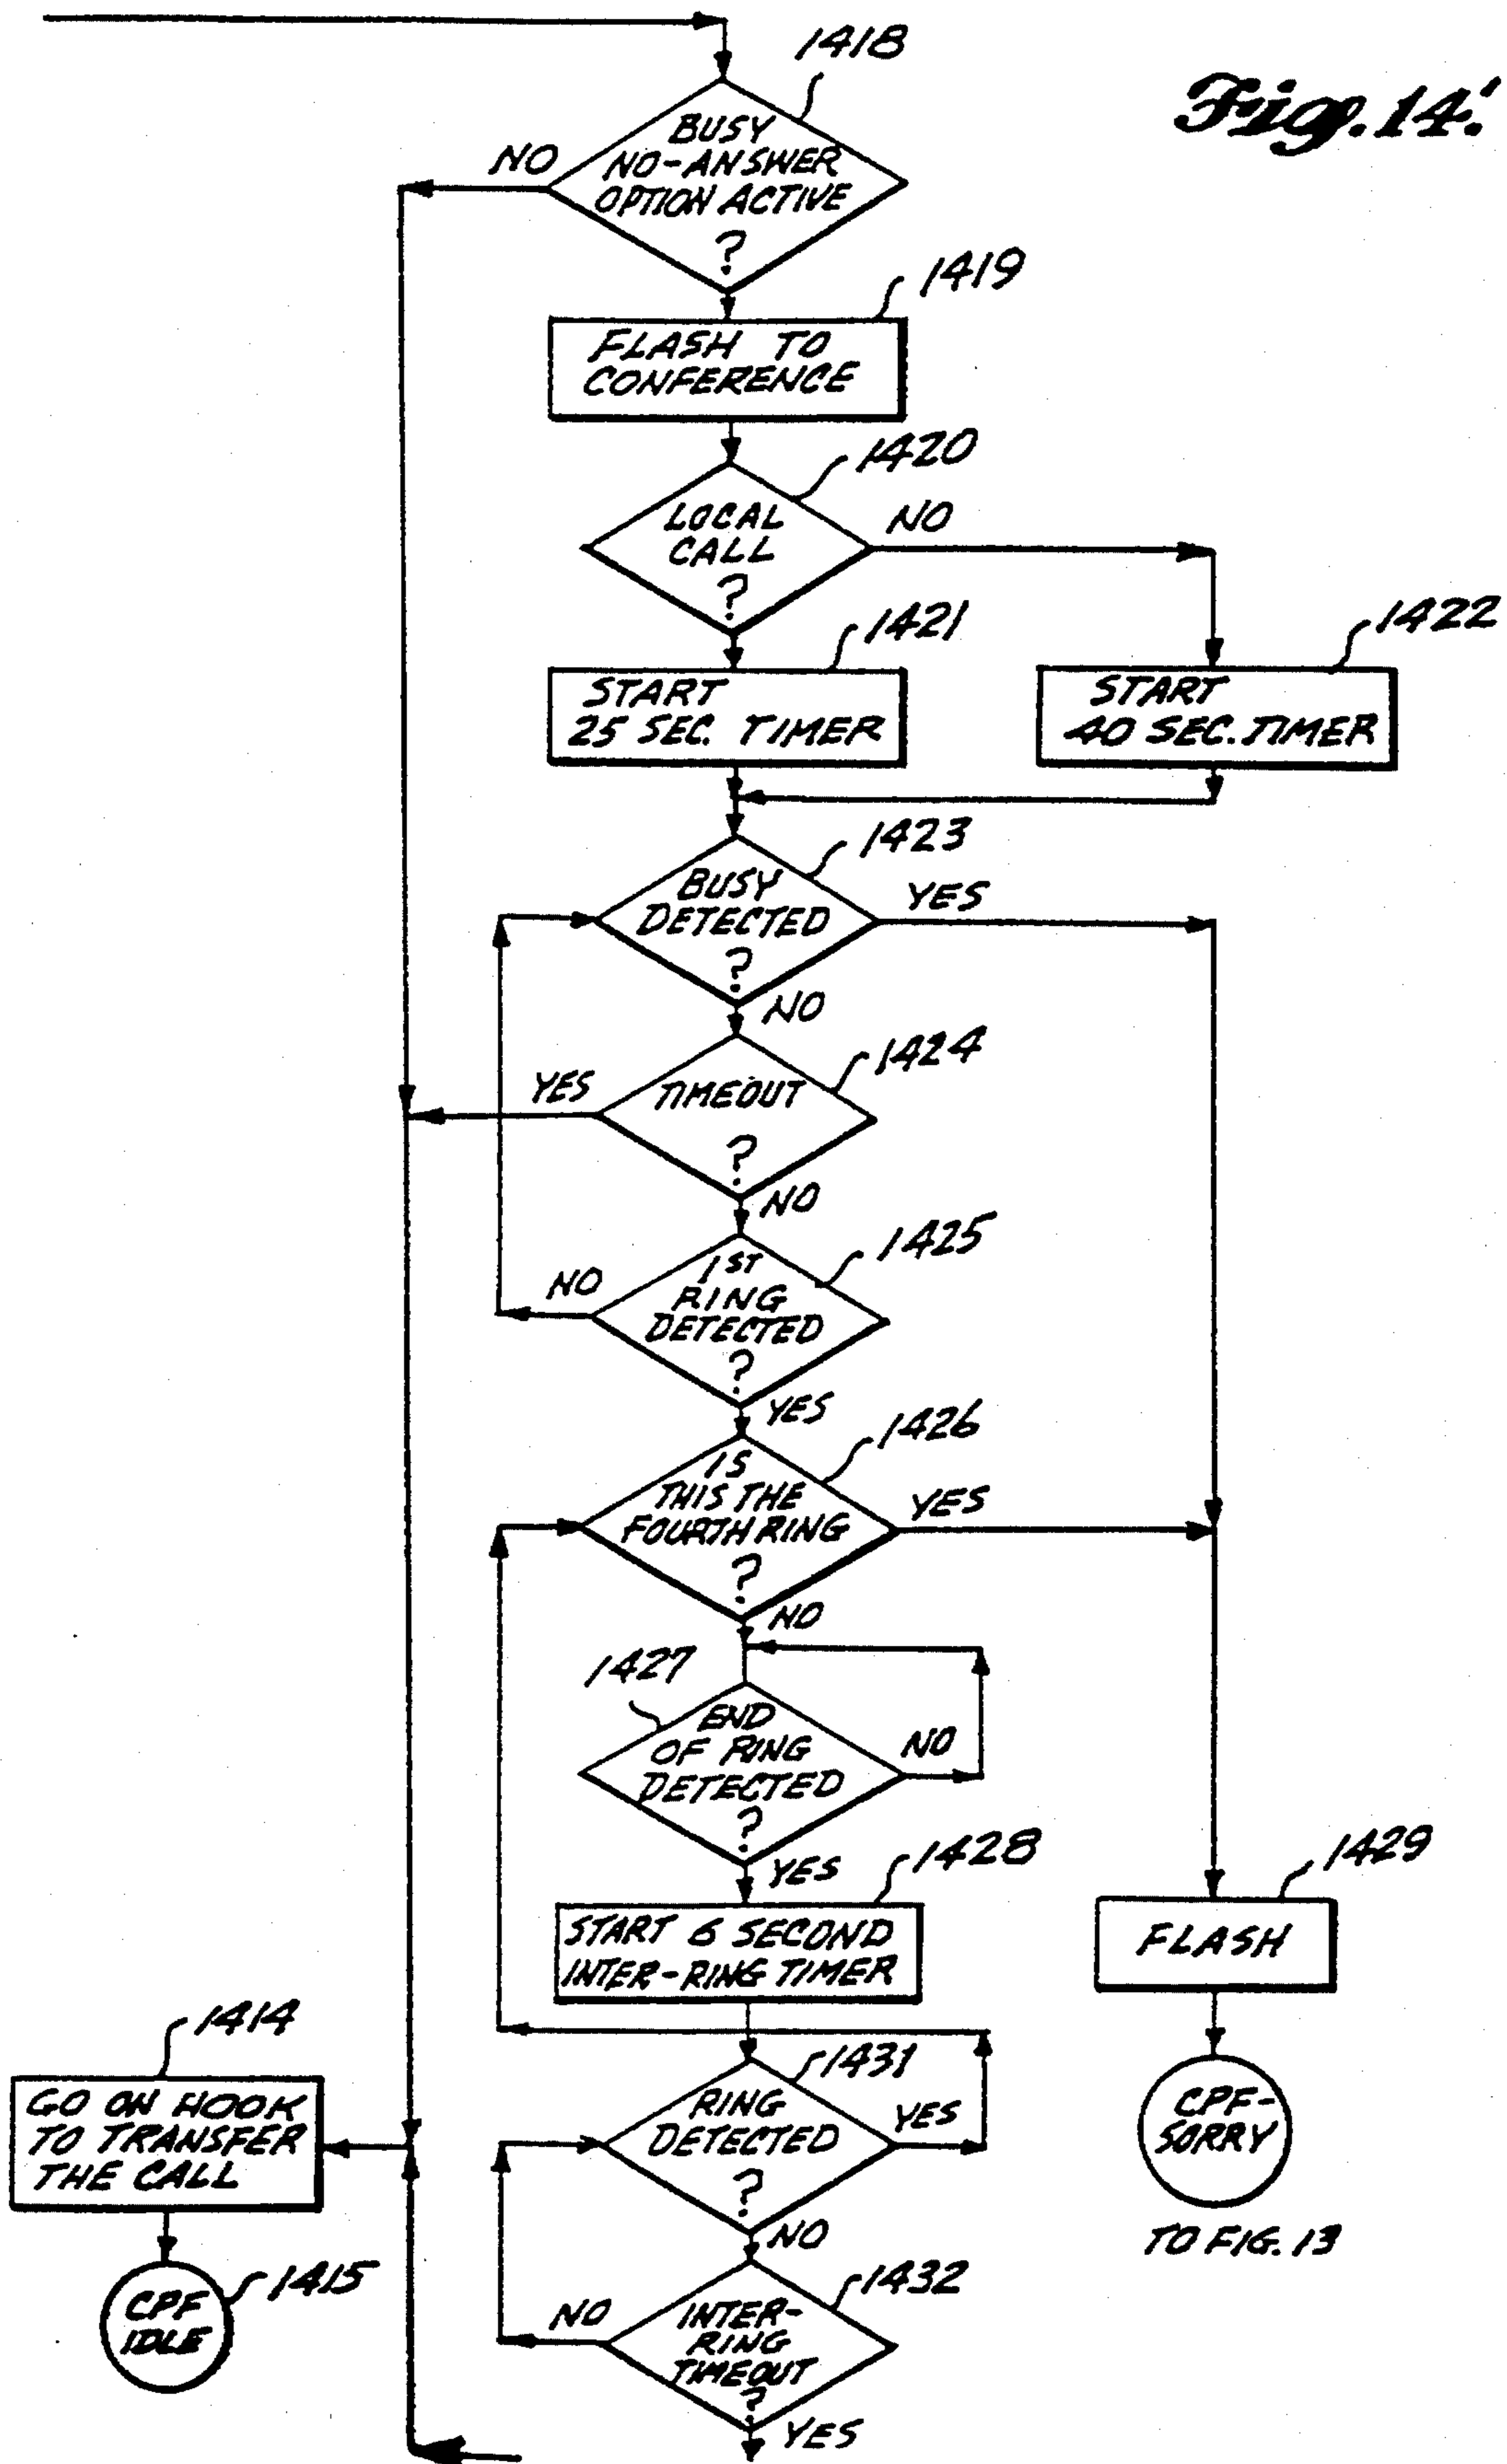 Fig. 14.'
1418
BUSY
NO-ANSWER
OPTION ACTIVE
?
NO
1419
FLASH TO
CONFERENCE
1420
LOCAL
CALL
?
NO
1421
START
25 SEC. TIMER
1422
START
40 SEC. TIMER
1423
BUSY
DETECTED
?
YES
NO
1424
TIMEOUT
?
YES
NO
1425
1ST
RING
DETECTED
?
NO
YES
1426
IS
THIS THE
FOURTH RING
?
YES
NO
1427
END
OF RING
DETECTED
?
NO
YES
1428
START 6 SECOND
INTER-RING TIMER
1429
FLASH
1414
GO ON HOOK
TO TRANSFER
THE CALL
1431
RING
DETECTED
?
YES
NO
CPF-
SORRY
TO FIG. 13
1415
CPF
IDLE
1432
INTER-
RING
TIMEOUT
?
NO
YES